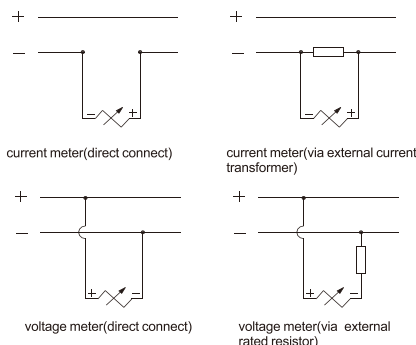 +
+
−
−
− +
− +
current meter(direct connect)
current meter(via external current
transformer)
+
+
−
−
+ −
+ −
voltage meter(direct connect)
voltage meter(via external
rated resistor)